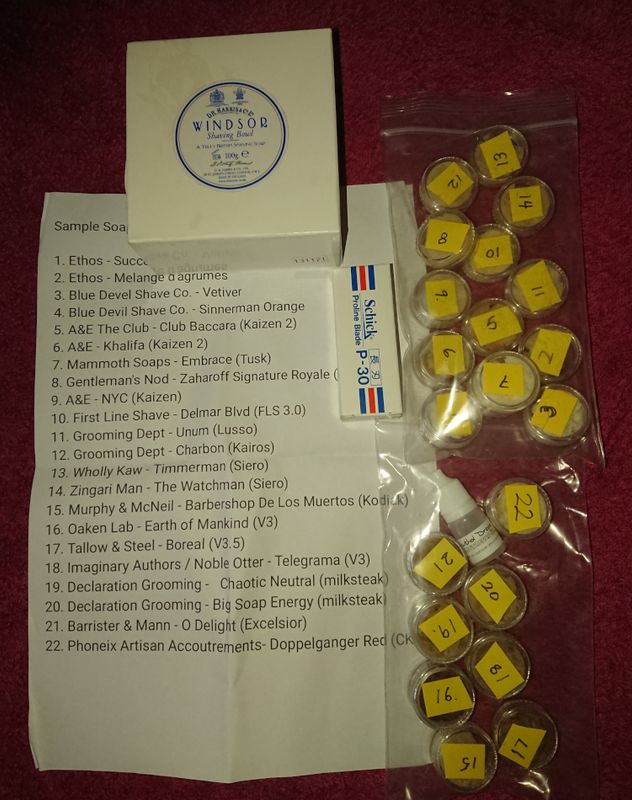 DR. HARRIS & CO.
WINDSOR
Shaving Bowl
A TRULY BRITISH SHAVING SOAP
100g e
Sample Soap
1. Ethos - Succ
2. Ethos - Melange d agrumes
3. Blue Devel Shave Co. - Vetiver
4. Blue Devil Shave Co. - Sinnerman Orange
5. A&E The Club - Club Baccara (Kaizen 2)
6. A&E - Khalifa (Kaizen 2)
7. Mammoth Soaps - Embrace (Tusk)
8. Gentleman's Nod - Zaharoff Signature Royale (
9. A&E - NYC (Kaizen)
10. First Line Shave - Delmar Blvd (FLS 3.0)
11. Grooming Dept - Unum (Lusso)
12. Grooming Dept - Charbon (Kairos)
13. Wholly Kaw - Timmerman (Siero)
14. Zingari Man - The Watchman (Siero)
15. Murphy & McNeil - Barbershop De Los Muertos (Kodiak)
16. Oaken Lab - Earth of Mankind (V3)
17. Tallow & Steel - Boreal (V3.5)
18. Imaginary Authors / Noble Otter - Telegrama (V3)
19. Declaration Grooming - Chaotic Neutral (milksteak)
20. Declaration Grooming - Big Soap Energy (milksteak)
21. Barrister & Mann - O Delight (Excelsior)
22. Phoneix Artisan Accoutrements- Doppelganger Red (CK
Schick
Proline Blade
P-30
長刃
13
12
14
8
10
9.
11
5
6
2
7
3
22
21
20
19.
18
16.
17
15